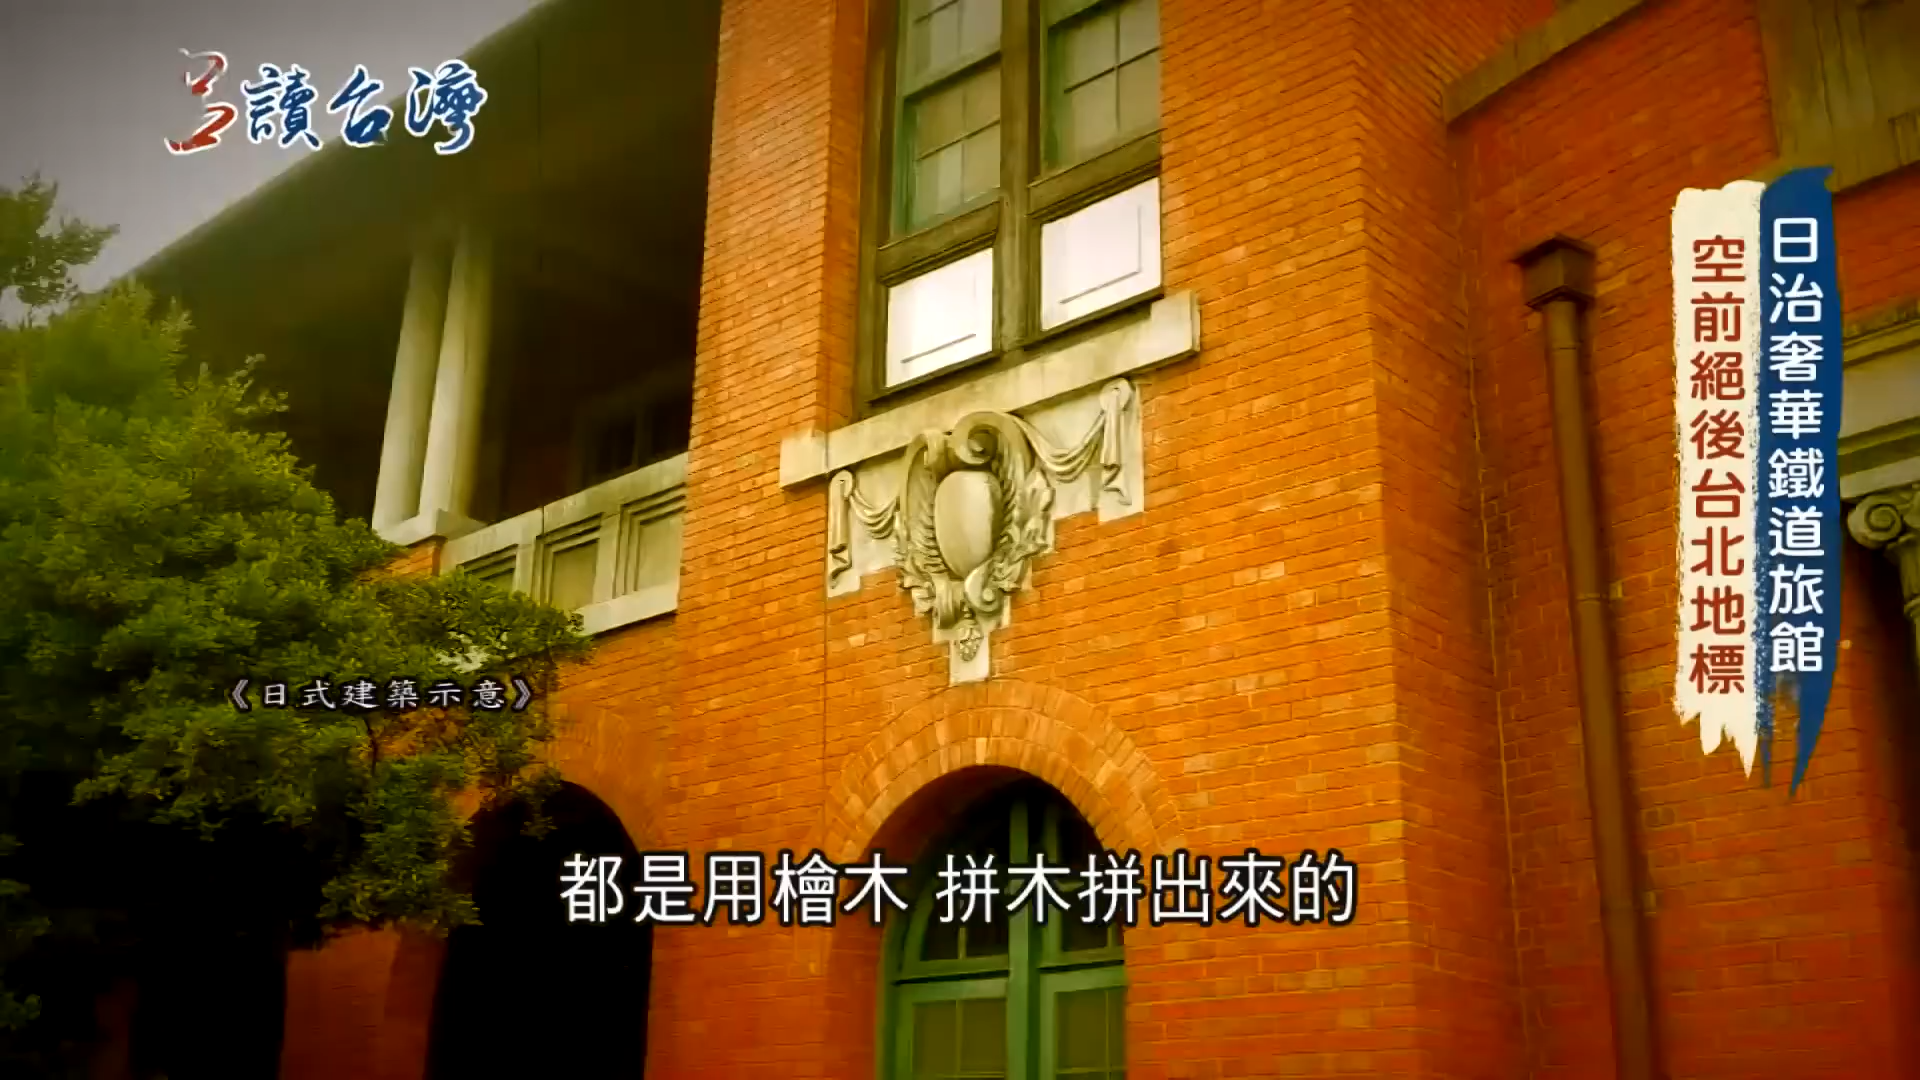 呂讀台灣
日治奢華鐵道旅館
空前絕後台北地標
《日式建築示意》
都是用檜木 拼木拼出來的